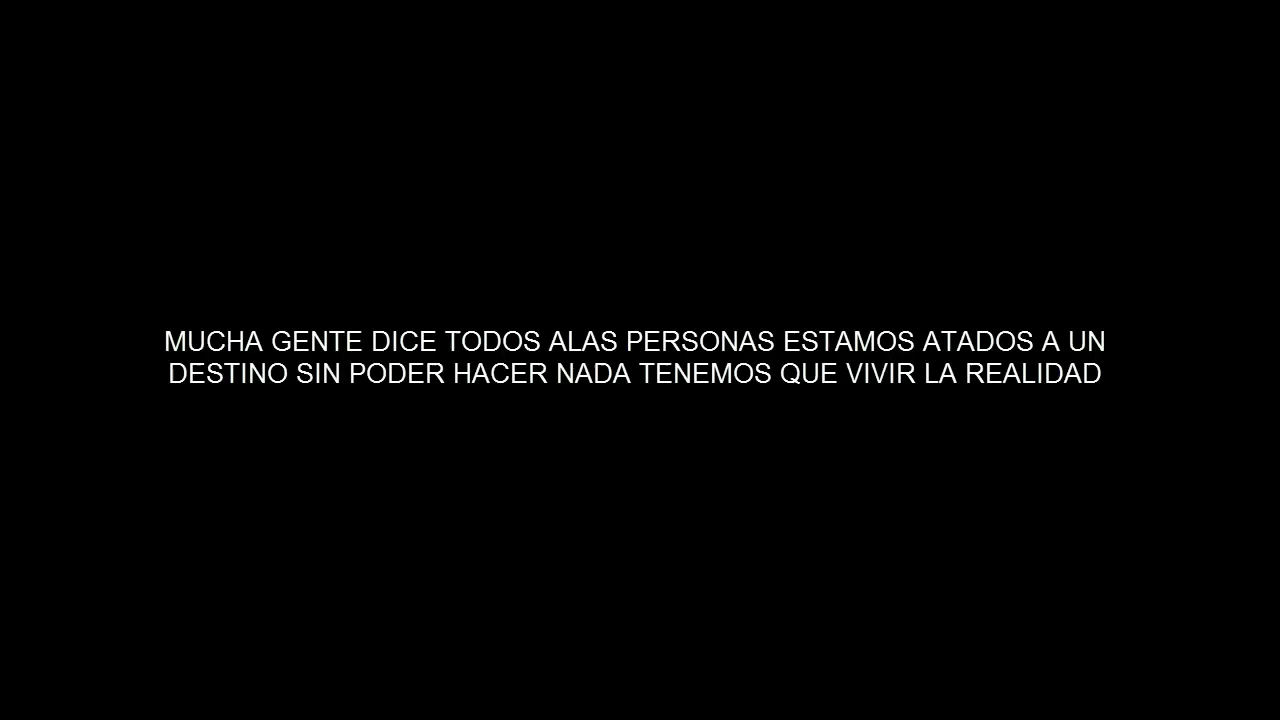 MUCHA GENTE DICE TODOS ALAS PERSONAS ESTAMOS ATADOS A UN
DESTINO SIN PODER HACER NADA TENEMOS QUE VIVIR LA REALIDAD